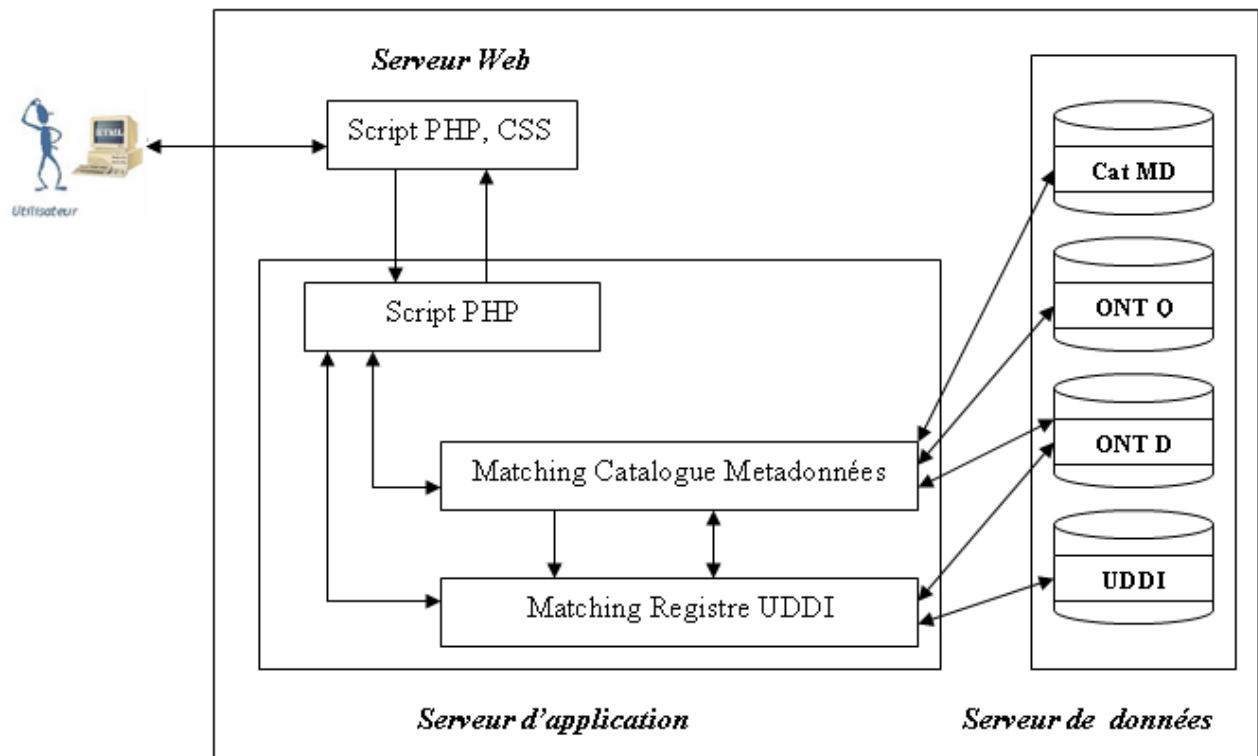 Serveur Web
HTML
Utilisateur
Script PHP, CSS
Cat MD
Script PHP
ONT Q
ONT D
Matching Catalogue Metadonnées
UDDI
Matching Registre UDDI
Serveur d'application
Serveur de données